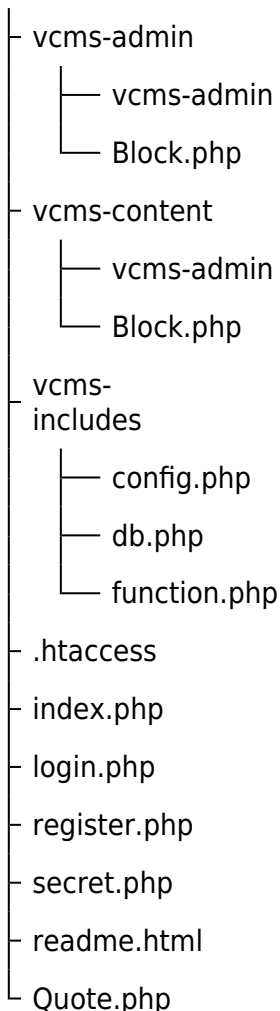 vcms-admin
vcms-admin
Block.php
vcms-content
vcms-admin
Block.php
vcms-
includes
config.php
db.php
function.php
.htaccess
index.php
login.php
register.php
secret.php
readme.html
Quote.php